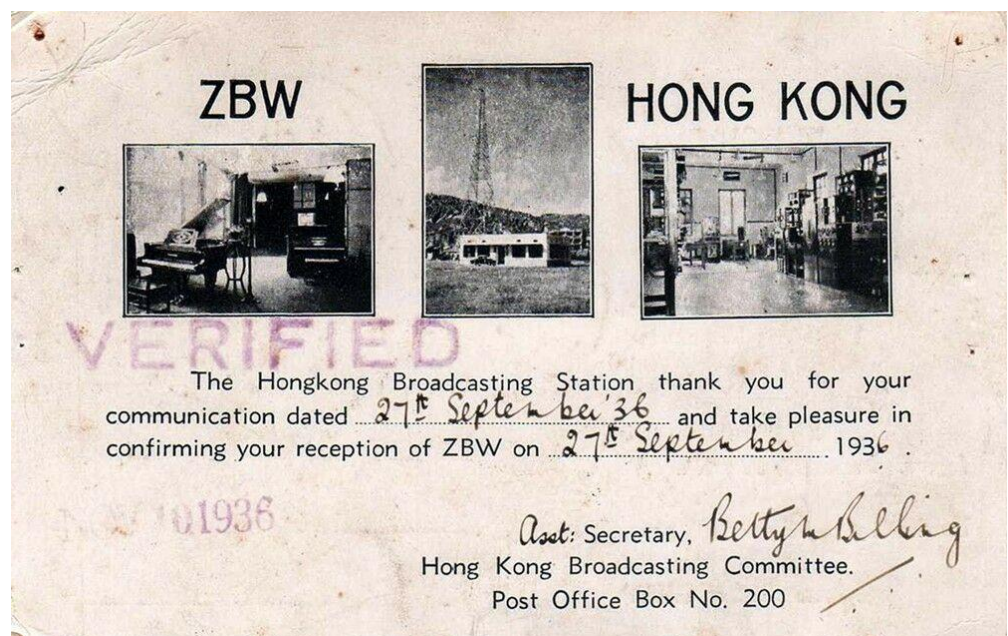 ZBW
HONG KONG
VERIFIED
The Hongkong Broadcasting Station thank you for your
communication dated 27th September '36 and take pleasure in
confirming your reception of ZBW on 27th September 1936.
1936
Asst: Secretary, Betty M Billing
Hong Kong Broadcasting Committee.
Post Office Box No. 200